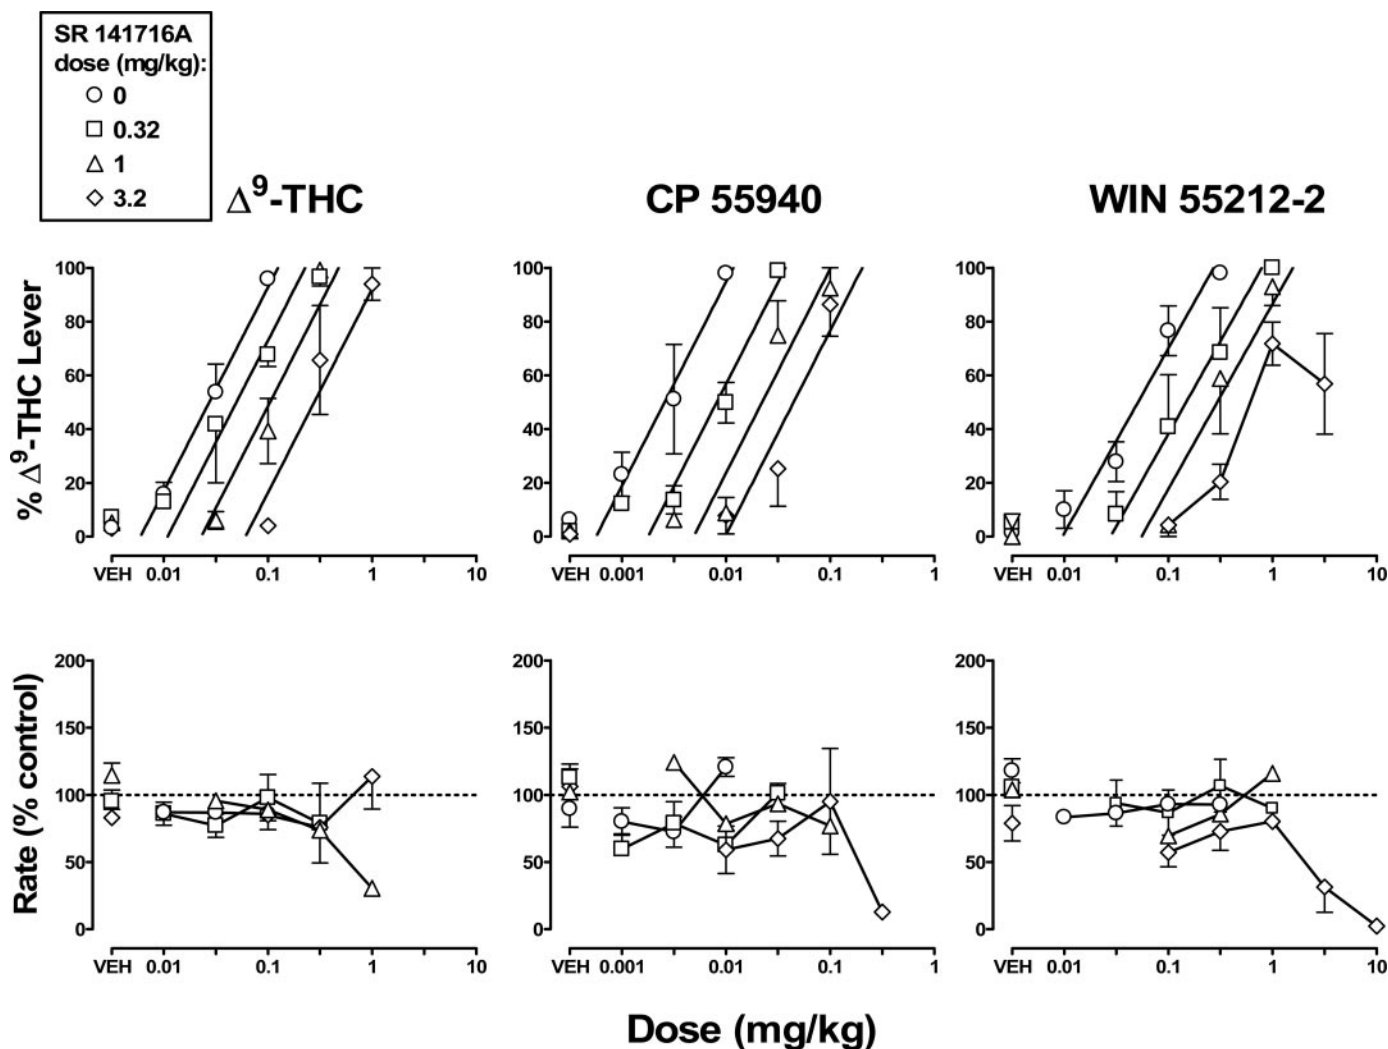 SR 141716A
dose (mg/kg):
0
0.32
1
3.2
Δ⁹-THC
CP 55940
WIN 55212-2
% Δ⁹-THC Lever
100
80
60
40
20
0
VEH 0.01 0.1 1 10
100
80
60
40
20
0
VEH 0.001 0.01 0.1 1
100
80
60
40
20
0
VEH 0.01 0.1 1 10
Rate (% control)
200
150
100
50
0
VEH 0.01 0.1 1 10
200
150
100
50
0
VEH 0.001 0.01 0.1 1
200
150
100
50
0
VEH 0.01 0.1 1 10
Dose (mg/kg)